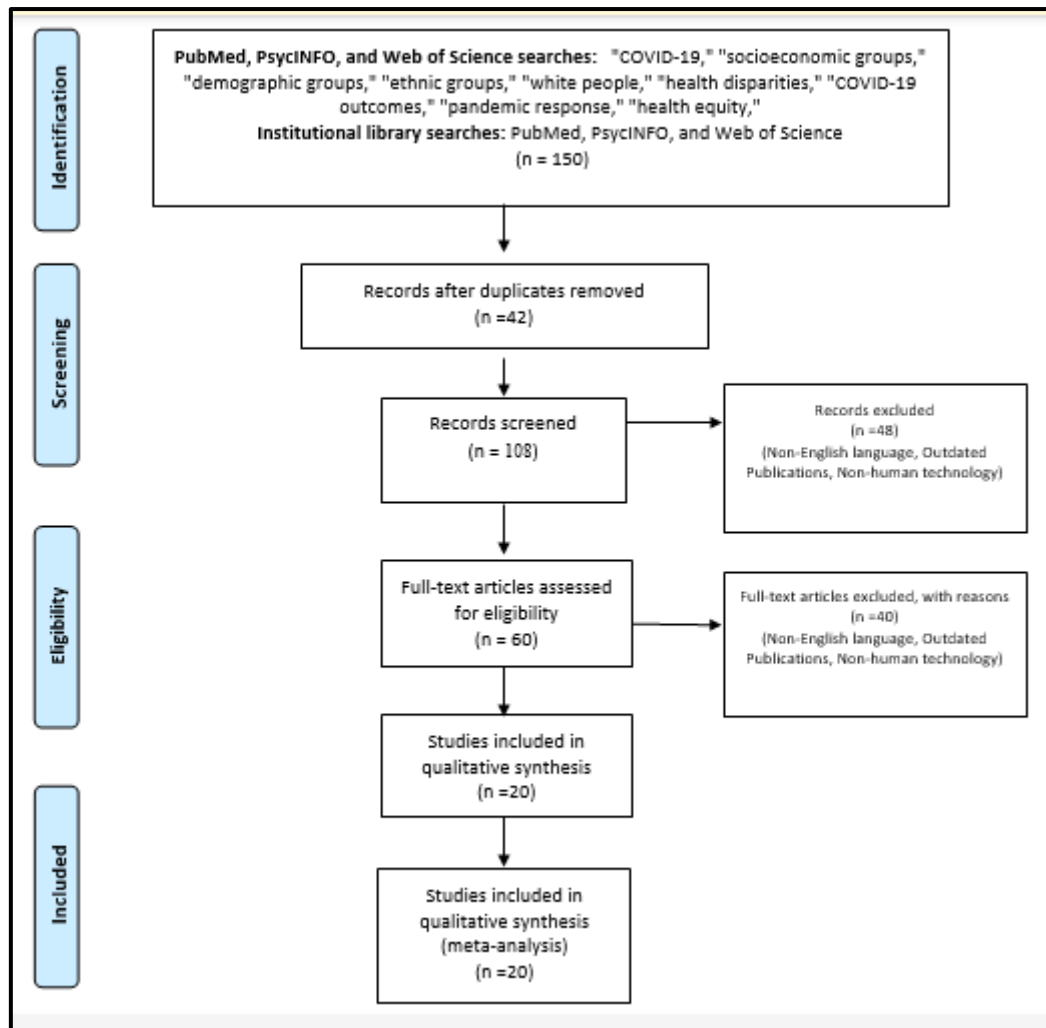 Identification
PubMed, PsycINFO, and Web of Science searches: "COVID-19," "socioeconomic groups,"
"demographic groups," "ethnic groups," "white people," "health disparities," "COVID-19
outcomes," "pandemic response," "health equity,"
Institutional library searches: PubMed, PsycINFO, and Web of Science
(n = 150)
Screening
Records after duplicates removed
(n =42)
Records screened
(n = 108)
Records excluded
(n =48)
(Non-English language, Outdated
Publications, Non-human technology)
Eligibility
Full-text articles assessed
for eligibility
(n = 60)
Full-text articles excluded, with reasons
(n =40)
(Non-English language, Outdated
Publications, Non-human technology)
Studies included in
qualitative synthesis
(n =20)
Included
Studies included in
qualitative synthesis
(meta-analysis)
(n =20)